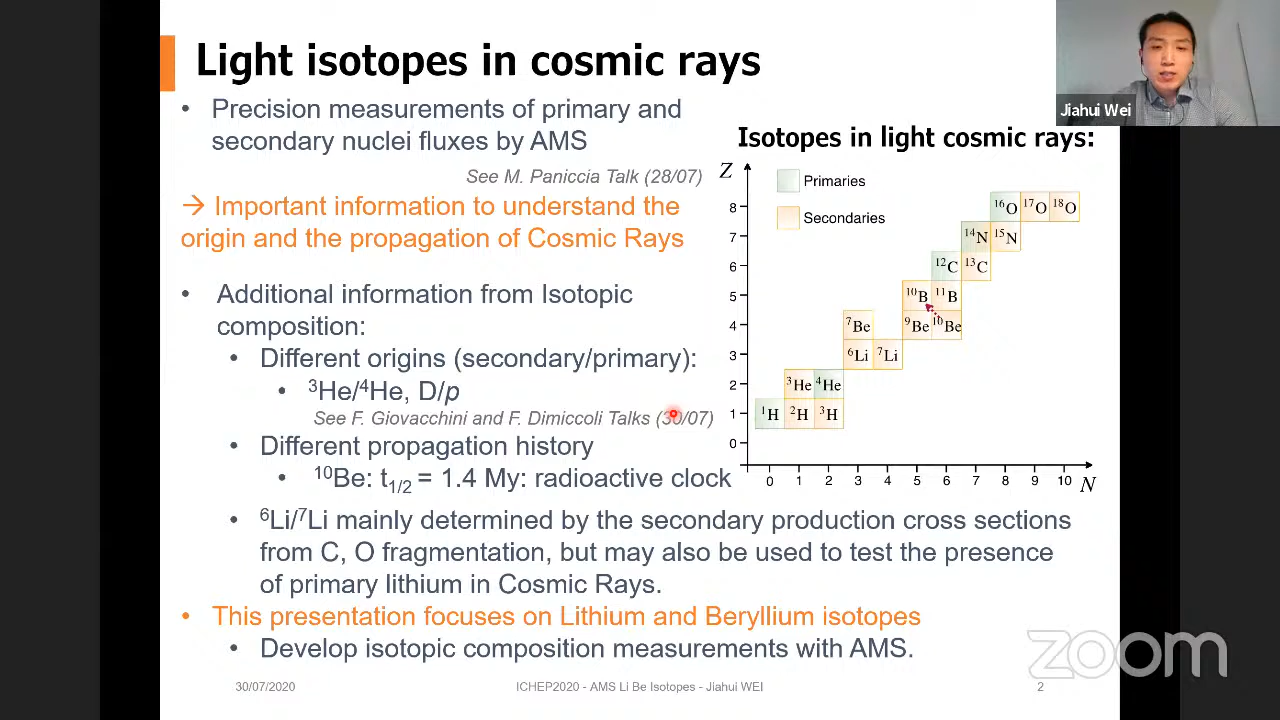 Light isotopes in cosmic rays
Jiahui Wei
• Precision measurements of primary and
secondary nuclei fluxes by AMS
See M. Paniccia Talk (28/07)
→ Important information to understand the
origin and the propagation of Cosmic Rays
• Additional information from Isotopic
composition:
• Different origins (secondary/primary):
• ³He/⁴He, D/p
See F. Giovacchini and F. Dimiccoli Talks (30/07)
• Different propagation history
• ¹⁰Be: t₁/₂ = 1.4 My: radioactive clock
• ⁶Li/⁷Li mainly determined by the secondary production cross sections
from C, O fragmentation, but may also be used to test the presence
of primary lithium in Cosmic Rays.
• This presentation focuses on Lithium and Beryllium isotopes
• Develop isotopic composition measurements with AMS.
Isotopes in light cosmic rays:
Z
Primaries
Secondaries
8 ¹⁶O ¹⁷O ¹⁸O
7 ¹⁴N ¹⁵N
6 ¹²C ¹³C
5 ¹⁰B ¹¹B
4 ⁷Be ⁹Be ¹⁰Be
3 ⁶Li ⁷Li
2 ³He ⁴He
1 ¹H ²H ³H
0
0 1 2 3 4 5 6 7 8 9 10 N
zoom
30/07/2020 ICHEP2020 - AMS Li Be Isotopes - Jiahui WEI 2